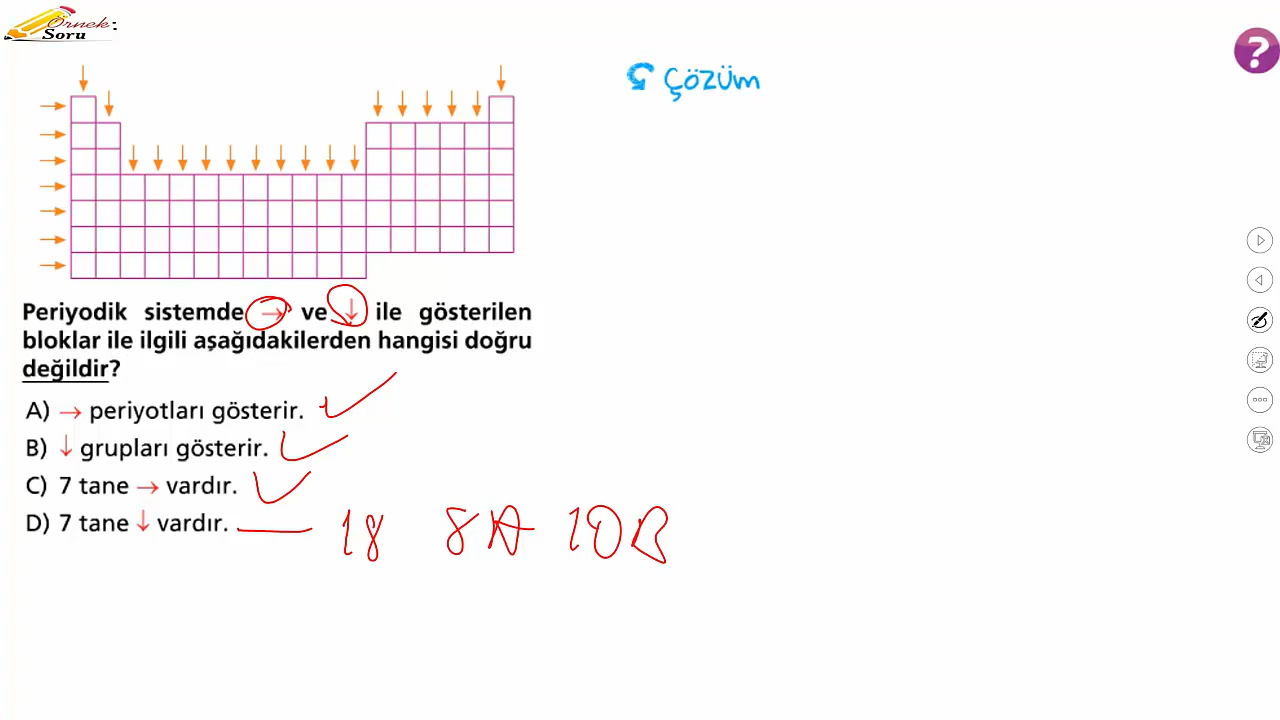 Örnek:
Soru
?
Çözüm
Periyodik sistemde → ve ↓ ile gösterilen
bloklar ile ilgili aşağıdakilerden hangisi doğru
değildir?
A) → periyotları gösterir.
B) ↓ grupları gösterir.
C) 7 tane → vardır.
D) 7 tane ↓ vardır. 18 8A 10B